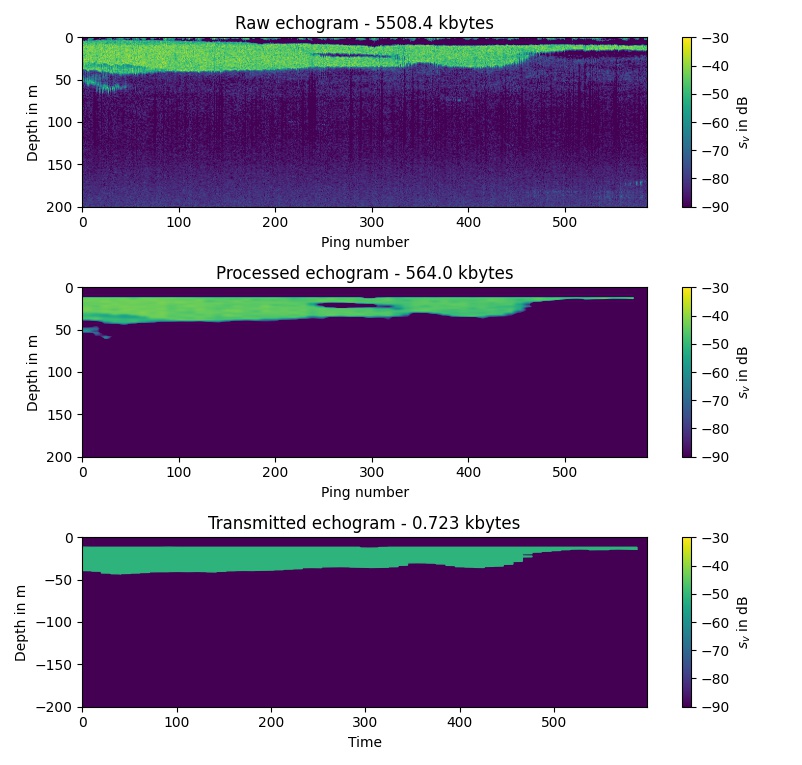 Raw echogram - 5508.4 kbytes
0
50
100
150
200
Depth in m
0 100 200 300 400 500
Ping number
−30
−40
−50
−60
−70
−80
−90
sv in dB
Processed echogram - 564.0 kbytes
0
50
100
150
200
Depth in m
0 100 200 300 400 500
Ping number
−30
−40
−50
−60
−70
−80
−90
sv in dB
Transmitted echogram - 0.723 kbytes
0
−50
−100
−150
−200
Depth in m
0 100 200 300 400 500
Time
−30
−40
−50
−60
−70
−80
−90
sv in dB